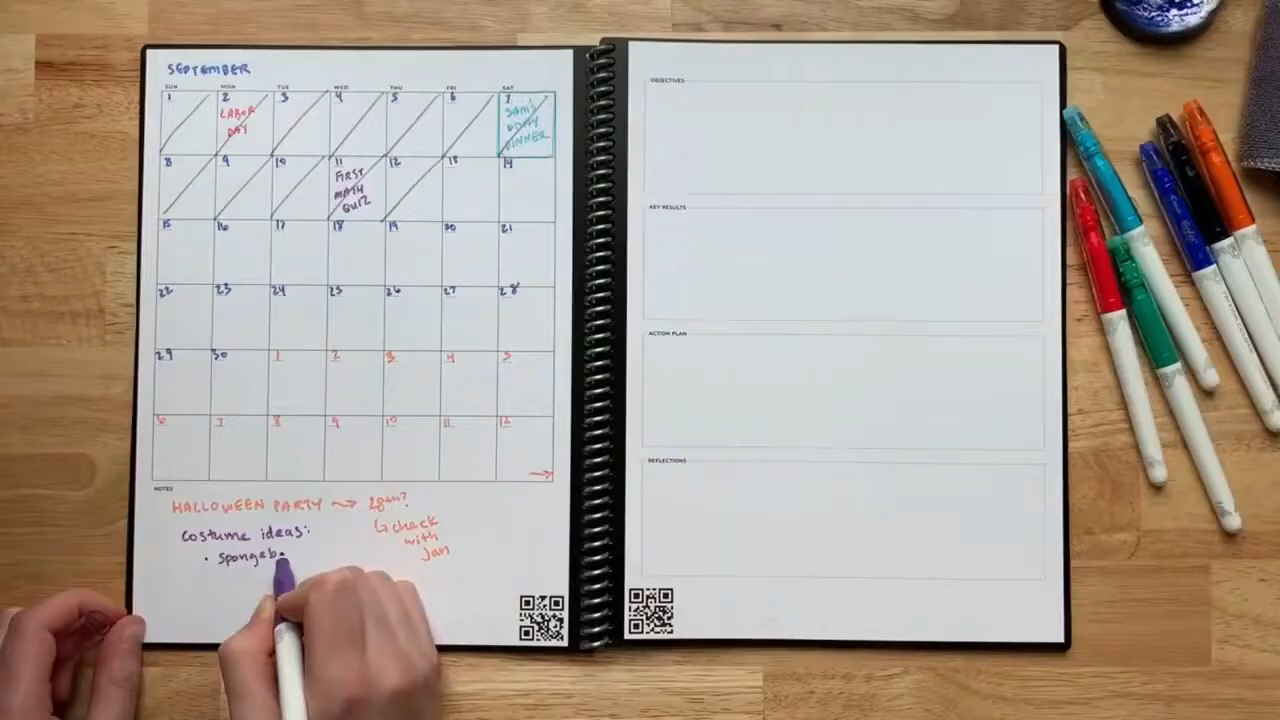 SEPTEMBER
SUN MON TUE WED THU FRI SAT
1 2 3 4 5 6 7
LABOR
DAY
SAM'S
BDAY
DINNER
8 9 10 11 12 13 14
FIRST
MATH
QUIZ
15 16 17 18 19 20 21
22 23 24 25 26 27 28
29 30 1 2 3 4 5
6 7 8 9 10 11 12
NOTES
HALLOWEEN PARTY → 28th?
↳ check
with
Jan
costume ideas:
• spongeb
OBJECTIVES
KEY RESULTS
ACTION PLAN
REFLECTIONS